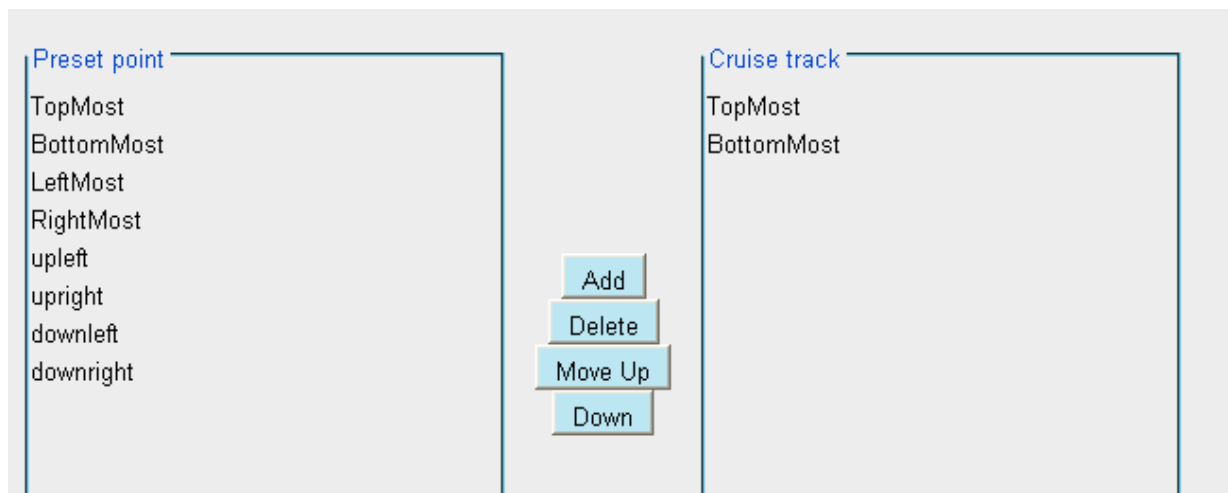 Preset point
TopMost
BottomMost
LeftMost
RightMost
upleft
upright
downleft
downright
Add
Delete
Move Up
Down
Cruise track
TopMost
BottomMost